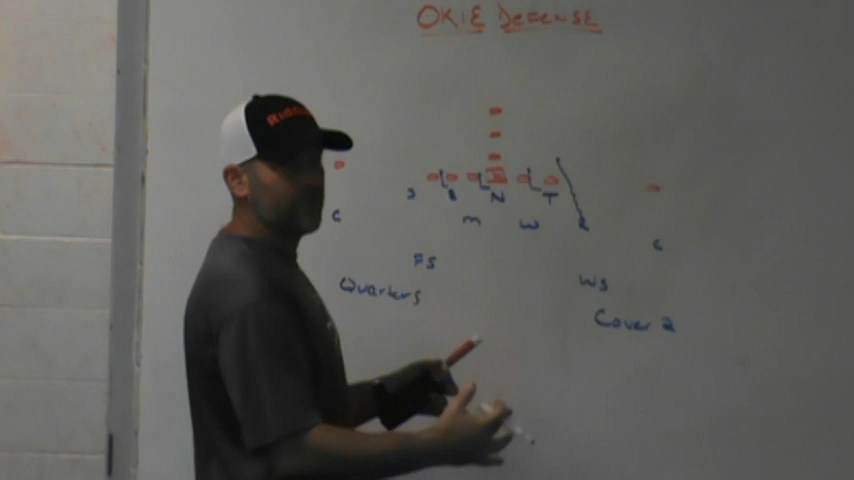 OKIE DEFENSE
S B N T
C m W R C
FS
Quarters WS
Cover 2